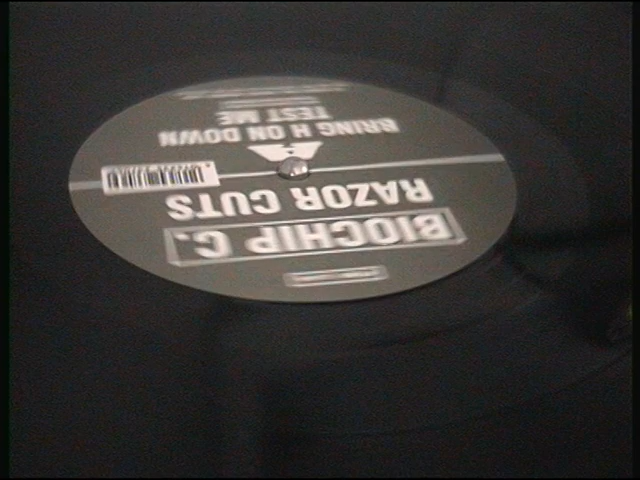 BIOCHIP C.
RAZOR CUTS
A
BRING H ON DOWN
TEST ME